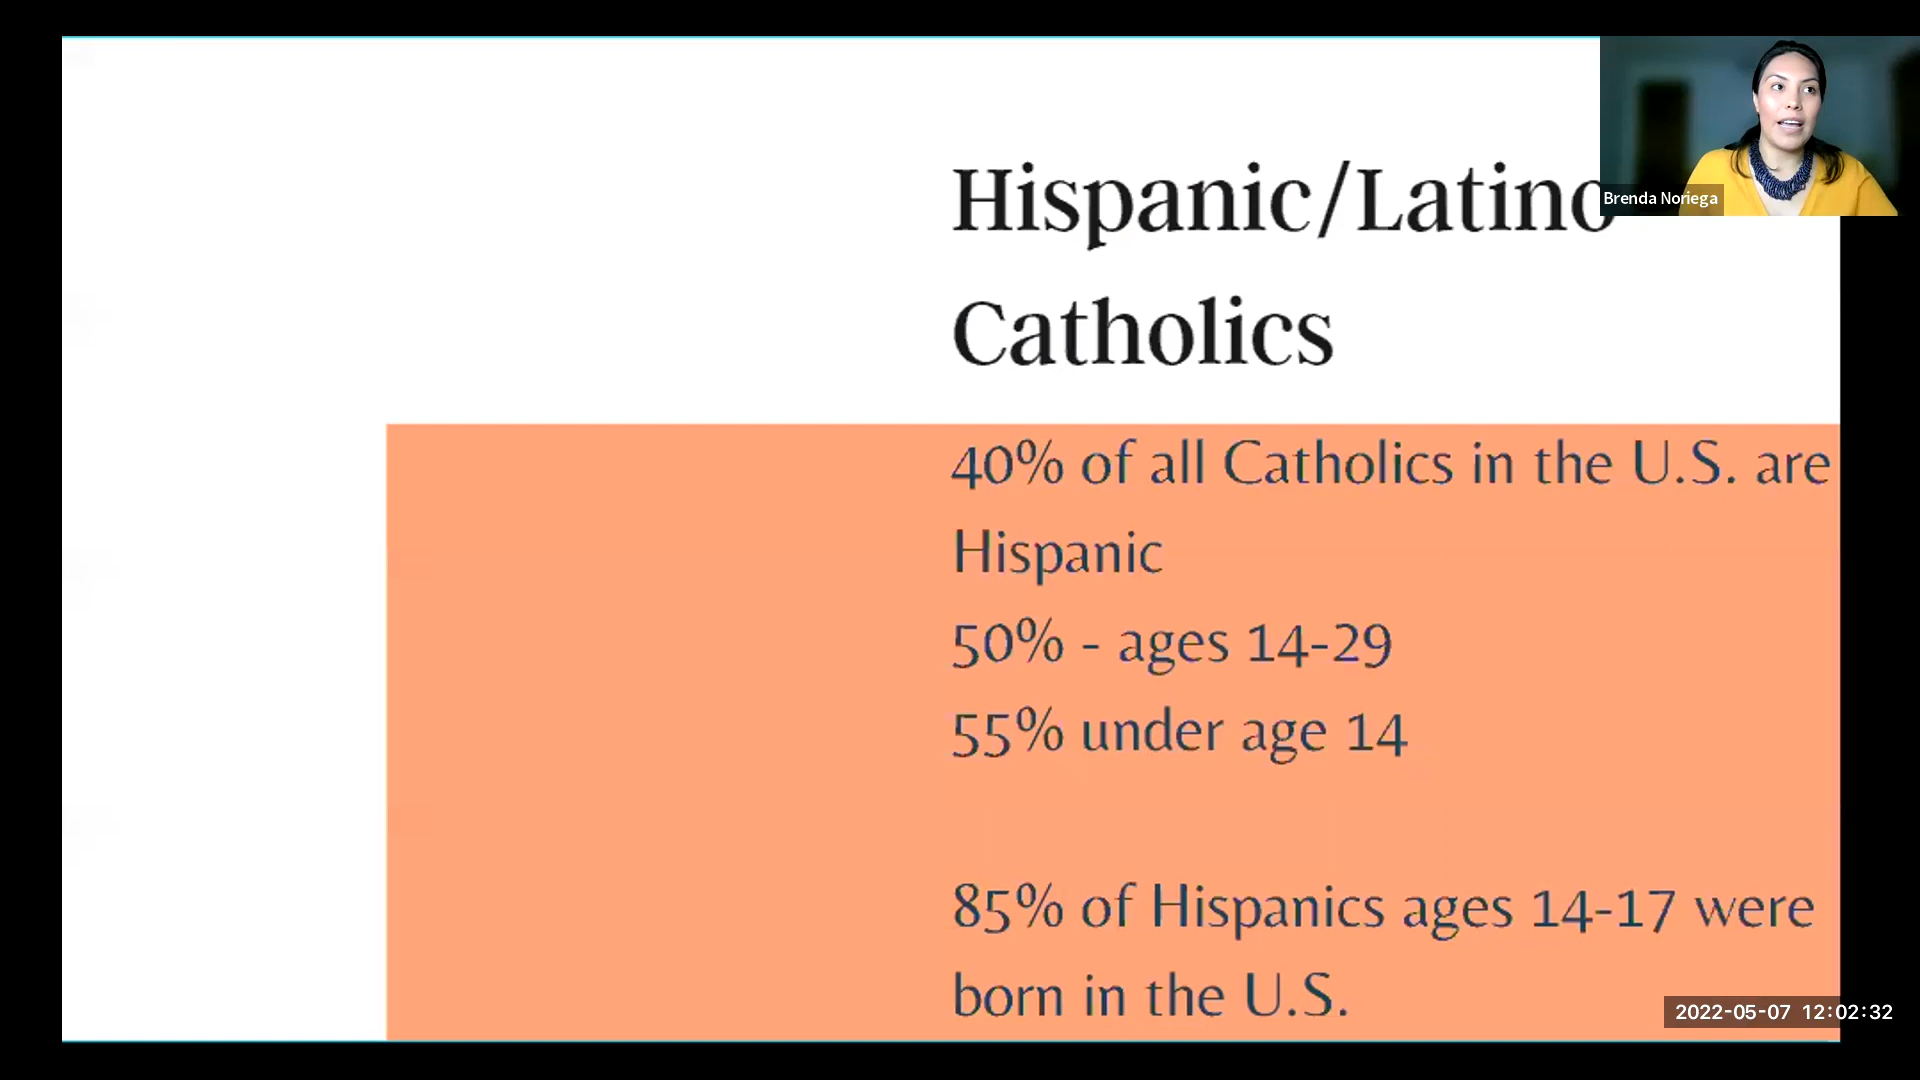 Hispanic/Latino
Brenda Noriega
Catholics
40% of all Catholics in the U.S. are
Hispanic
50% - ages 14-29
55% under age 14
85% of Hispanics ages 14-17 were
born in the U.S.
2022-05-07 12:02:32